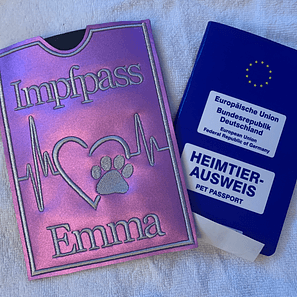 Impfpass
Emma
Europäische Union
Bundesrepublik
Deutschland
European Union
Federal Republic of Germany
HEIMTIER-
AUSWEIS
PET PASSPORT